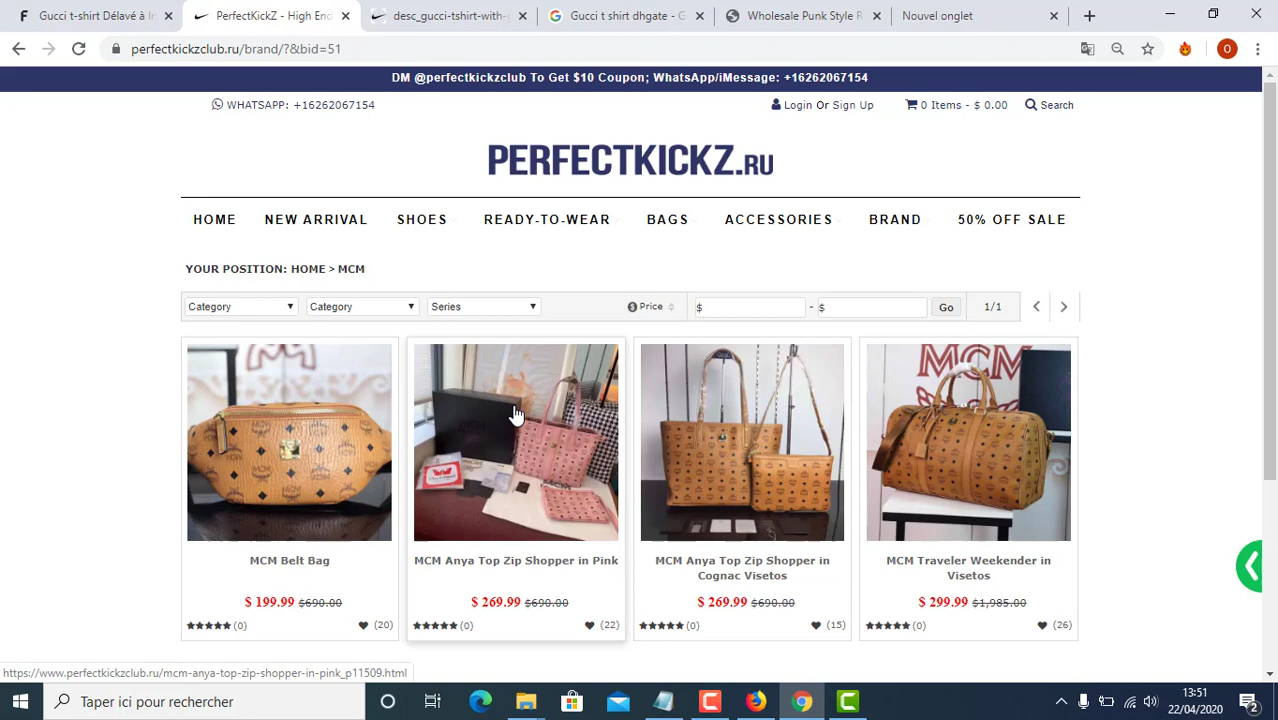 Gucci t-shirt Délavé à In
PerfectKickZ - High End
desc_gucci-tshirt-with-g
Gucci t shirt dhgate - G
Wholesale Punk Style R
Nouvel onglet
perfectkickzclub.ru/brand/?&bid=51
O
DM @perfectkickzclub To Get $10 Coupon; WhatsApp/iMessage: +16262067154
WHATSAPP: +16262067154
Login Or Sign Up
0 Items - $ 0.00
Search
PERFECTKICKZ.RU
HOME NEW ARRIVAL SHOES READY-TO-WEAR BAGS ACCESSORIES BRAND 50% OFF SALE
YOUR POSITION: HOME > MCM
Category Category Series Price $ - $ Go 1/1
MCM Belt Bag
$ 199.99 $690.00
(0) (20)
MCM Anya Top Zip Shopper in Pink
$ 269.99 $690.00
(0) (22)
MCM Anya Top Zip Shopper in
Cognac Visetos
$ 269.99 $690.00
(0) (15)
MCM
MCM Traveler Weekender in
Visetos
$ 299.99 $1,985.00
(0) (26)
https://www.perfectkickzclub.ru/mcm-anya-top-zip-shopper-in-pink_p11509.html
Taper ici pour rechercher
13:51
22/04/2020
2